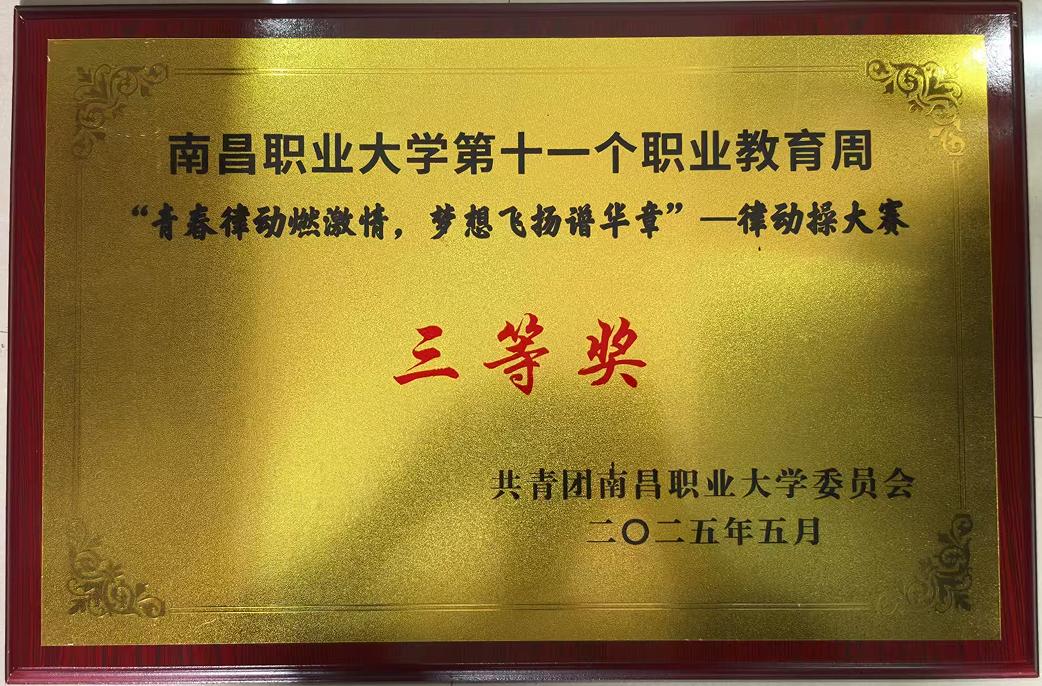 南昌职业大学第十一个职业教育周
“青春律动燃激情，梦想飞扬谱华章”—律动操大赛
三等奖
共青团南昌职业大学委员会
二〇二五年五月